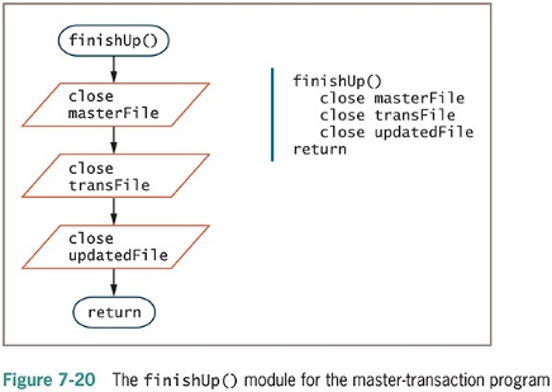 finishUp()
close
masterFile
close
transFile
close
updatedFile
return
finishUp()
close masterFile
close transFile
close updatedFile
return
Figure 7-20 The finishUp() module for the master-transaction program